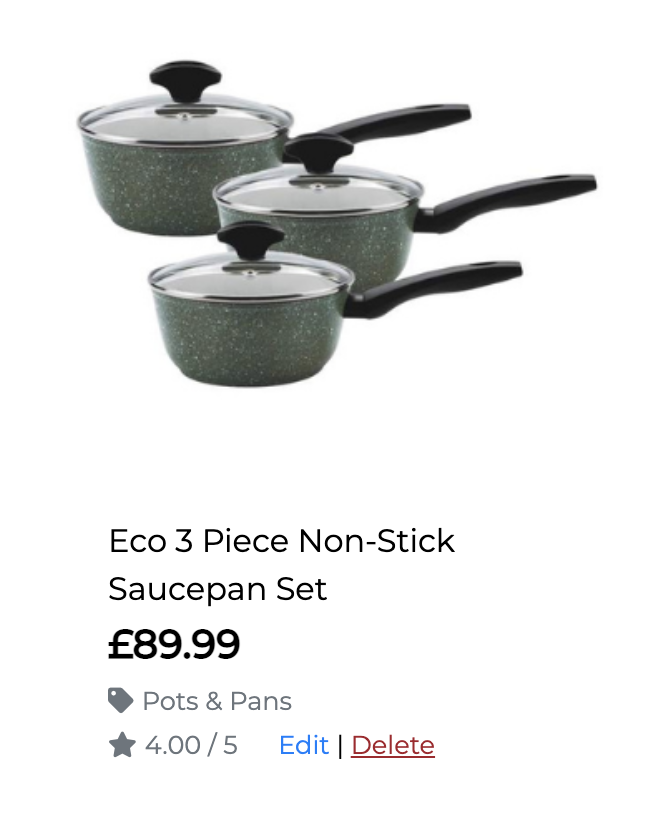 Eco 3 Piece Non-Stick
Saucepan Set
£89.99
Pots & Pans
4.00 / 5 Edit | Delete